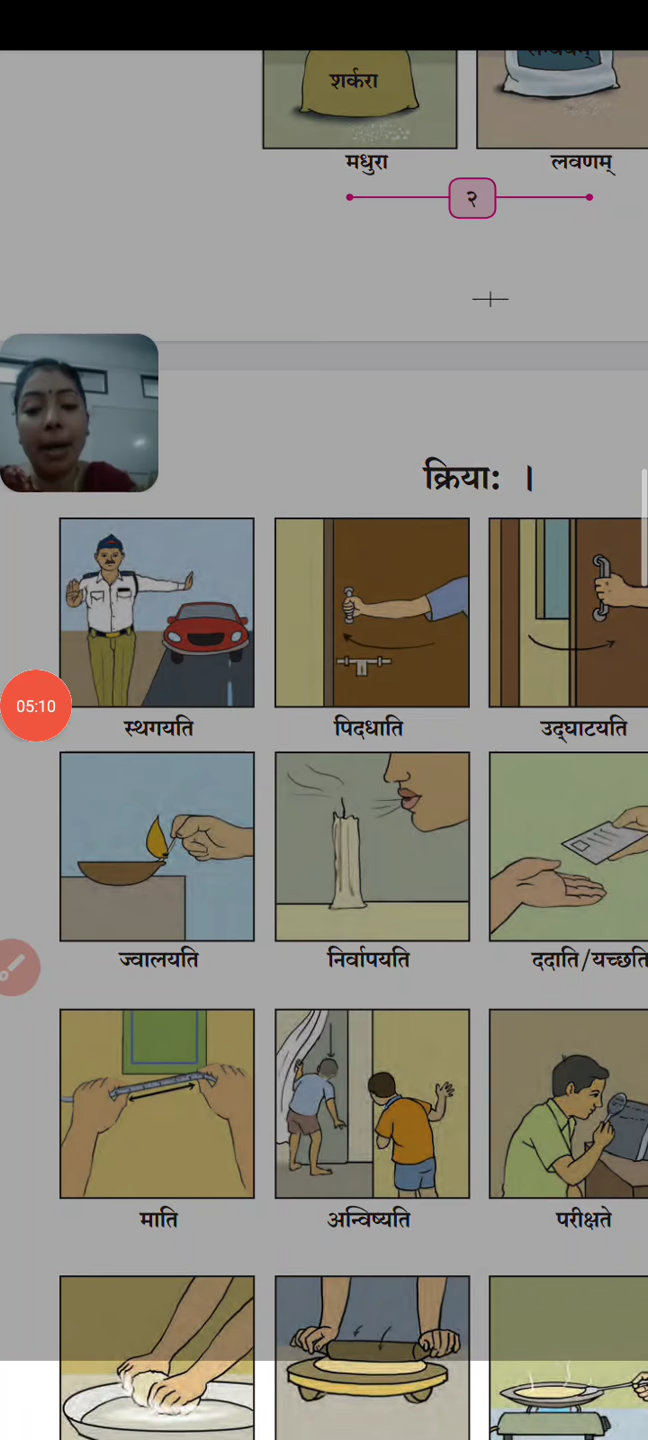 शर्करा
मधुरा लवणम्
२
क्रियाः ।
स्थगयति पिदधाति उद्घाटयति
05:10
ज्वालयति निर्वापयति ददाति/यच्छति
माति अन्विष्यति परीक्षते